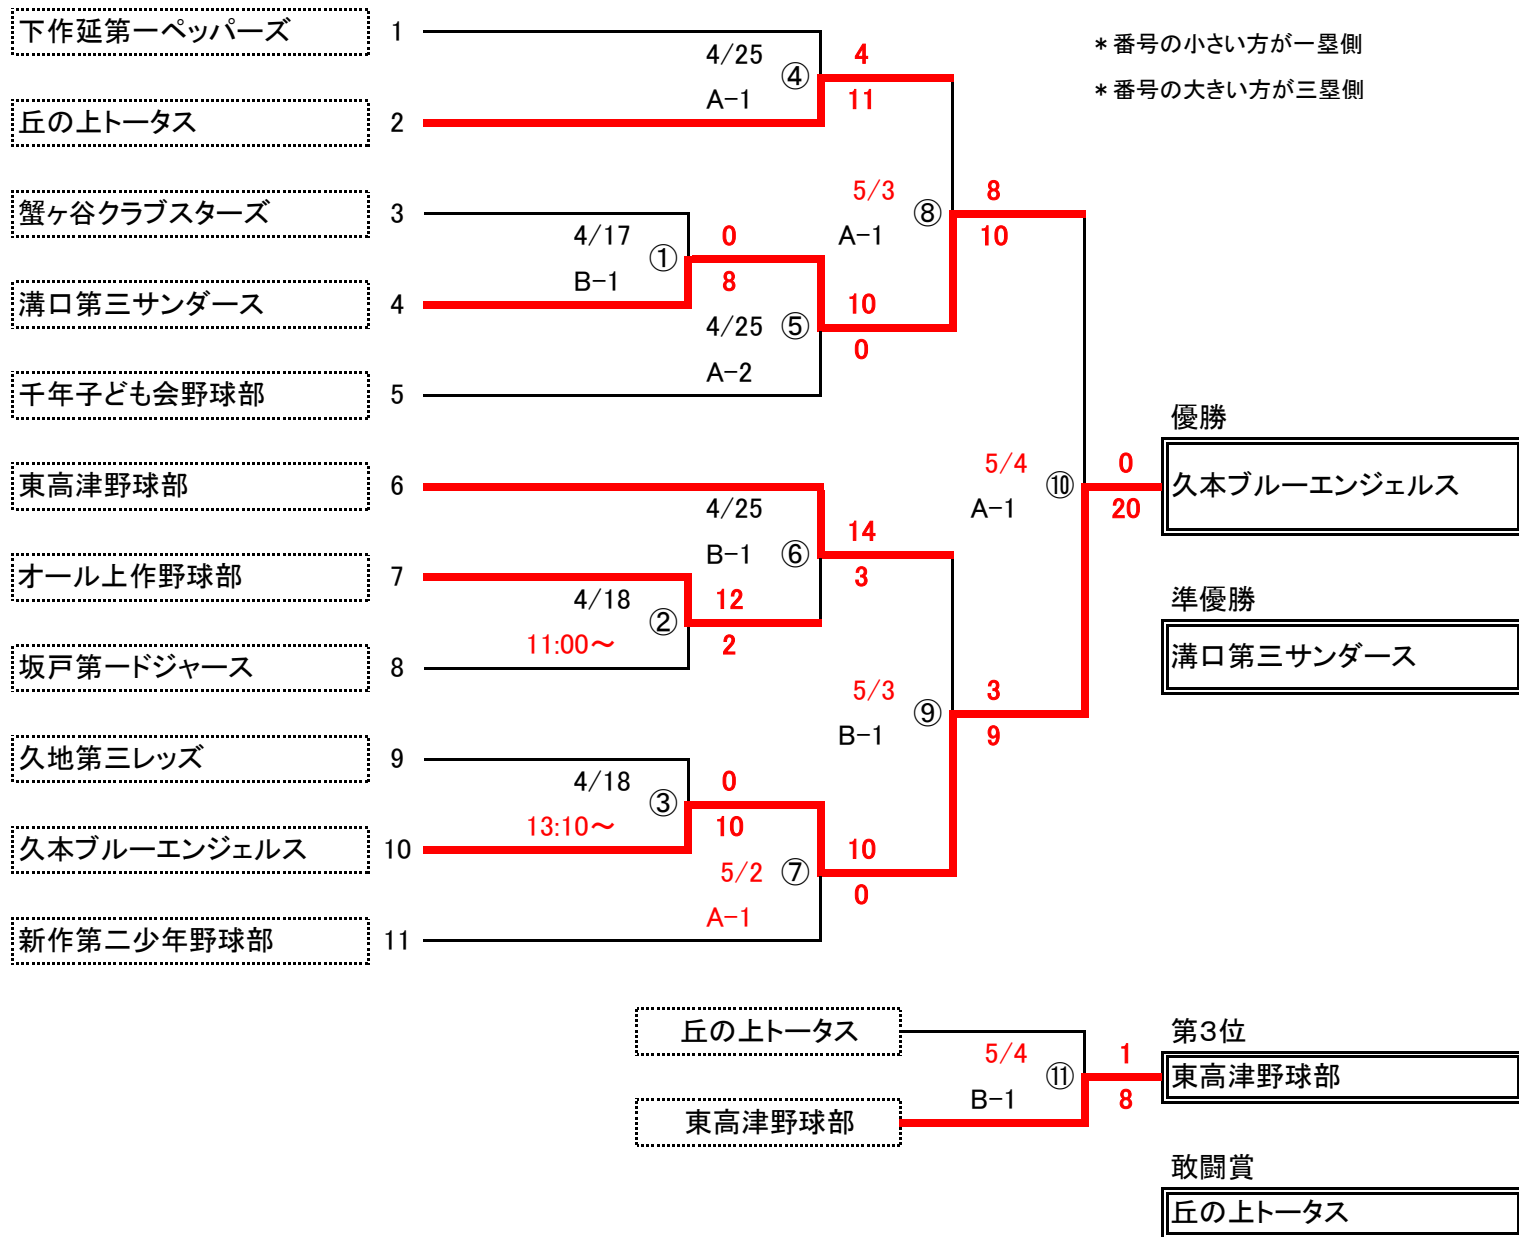 下作延第一ペッパーズ 1
4/25 ④ 4
＊番号の小さい方が一塁側
A-1 11
＊番号の大きい方が三塁側
丘の上トータス 2
5/3 ⑧ 8
蟹ヶ谷クラブスターズ 3
4/17 ① 0
A-1 10
B-1 8
溝口第三サンダース 4
10
4/25 ⑤
0
A-2
千年子ども会野球部 5
優勝
5/4 ⑩ 0
東高津野球部 6
久本ブルーエンジェルス
4/25
A-1 20
14
B-1 ⑥
オール上作野球部 7
3
4/18 ② 12
準優勝
11:00～ 2
坂戸第一ドジャース 8
溝口第三サンダース
5/3 ⑨ 3
B-1 9
久地第三レッズ 9
4/18 ③ 0
13:10～ 10
久本ブルーエンジェルス 10
10
5/2 ⑦
0
A-1
新作第二少年野球部 11
丘の上トータス
第3位
5/4 ⑪ 1
東高津野球部
B-1 8
東高津野球部
敢闘賞
丘の上トータス